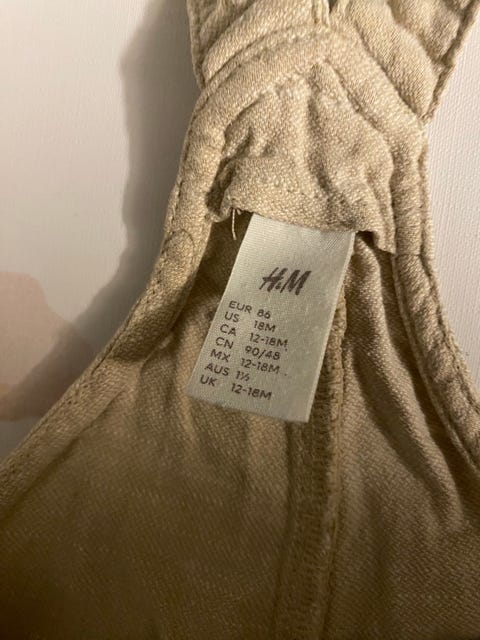 H&M
EUR 86
US 18M
CA 12-18M
CN 90/48
MX 12-18M
AUS 1½
UK 12-18M